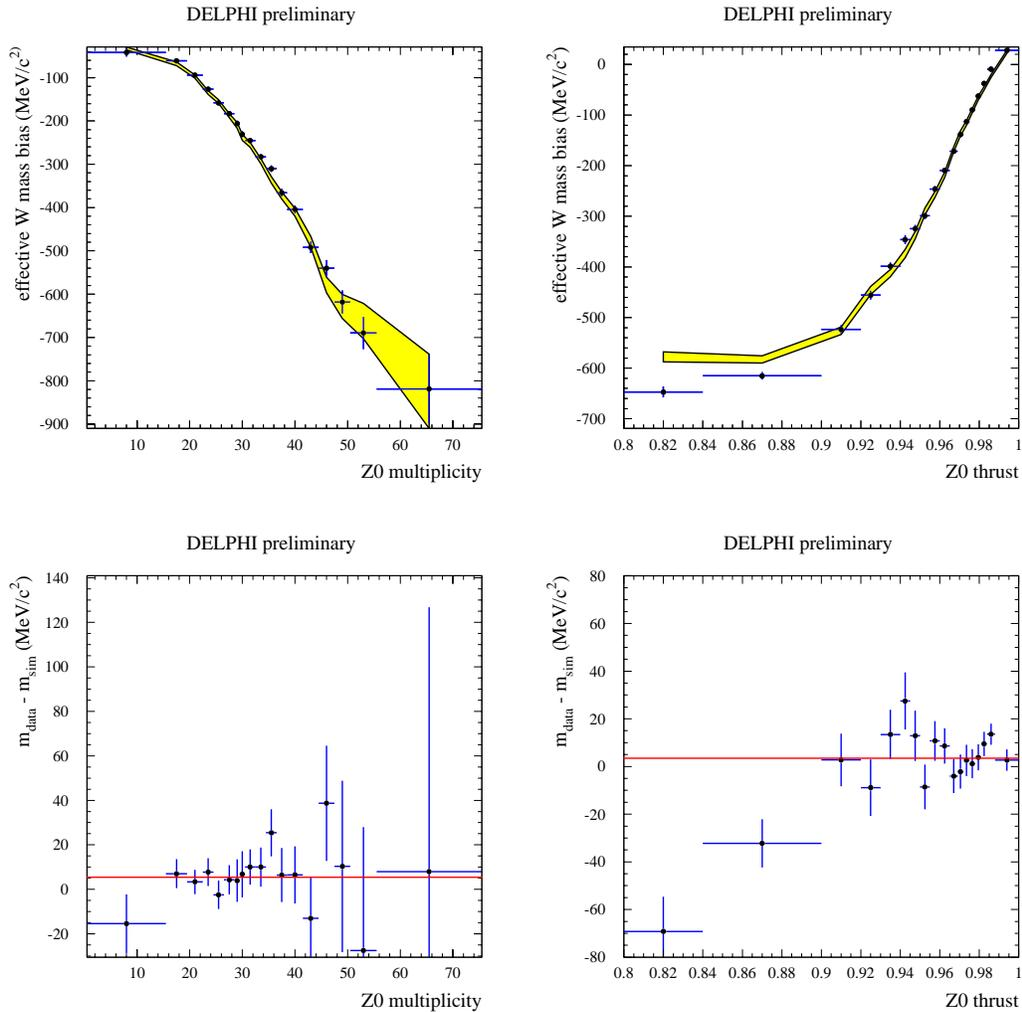 DELPHI preliminary
effective W mass bias (MeV/c²)
-100
-200
-300
-400
-500
-600
-700
-800
-900
10 20 30 40 50 60 70
Z0 multiplicity
DELPHI preliminary
effective W mass bias (MeV/c²)
0
-100
-200
-300
-400
-500
-600
-700
0.8 0.82 0.84 0.86 0.88 0.9 0.92 0.94 0.96 0.98 1
Z0 thrust
DELPHI preliminary
m_data - m_sim (MeV/c²)
140
120
100
80
60
40
20
0
-20
10 20 30 40 50 60 70
Z0 multiplicity
DELPHI preliminary
m_data - m_sim (MeV/c²)
80
60
40
20
0
-20
-40
-60
-80
0.8 0.82 0.84 0.86 0.88 0.9 0.92 0.94 0.96 0.98 1
Z0 thrust